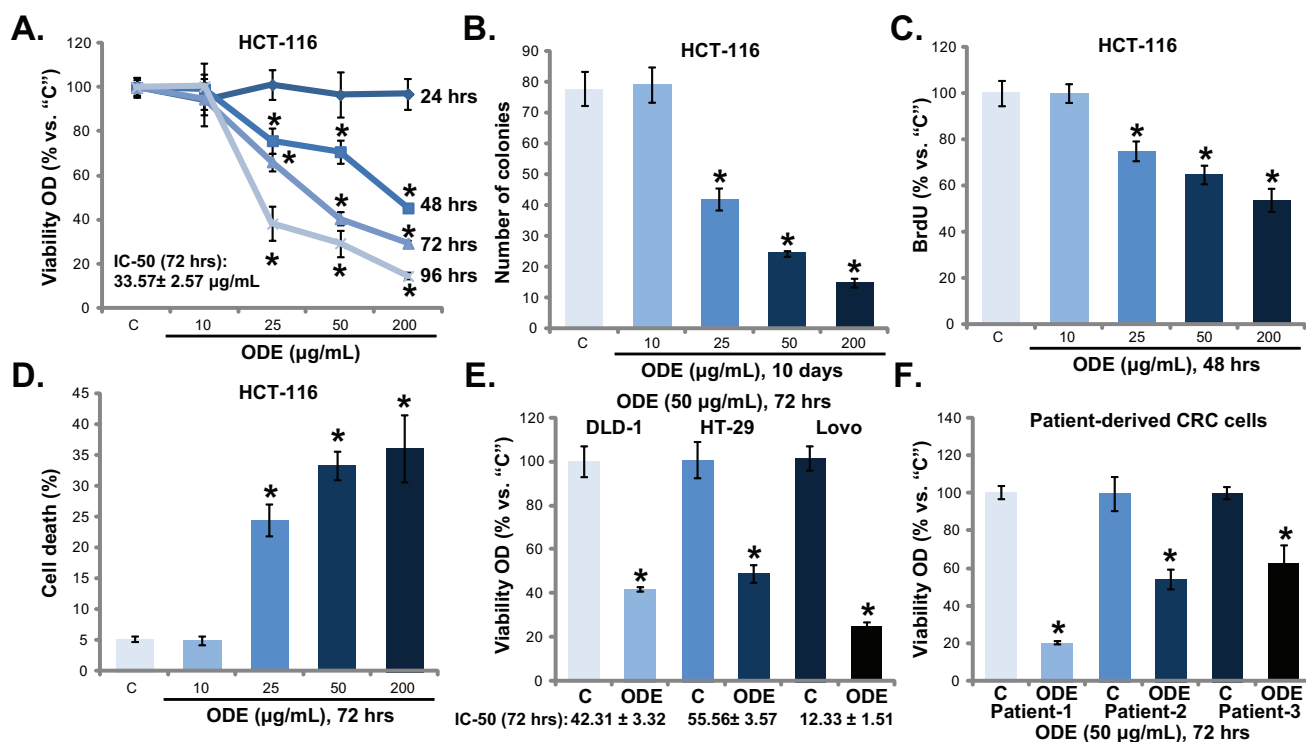 A.
HCT-116
Viability OD (% vs. “C”)
120
100
80
60
40
20
0
*
*
*
*
*
*
*
*
*
24 hrs
48 hrs
72 hrs
96 hrs
IC-50 (72 hrs):
33.57± 2.57 µg/mL
C 10 25 50 200
ODE (µg/mL)
B.
HCT-116
Number of colonies
90
80
70
60
50
40
30
20
10
0
* * *
C 10 25 50 200
ODE (µg/mL), 10 days
C.
HCT-116
BrdU (% vs. “C”)
120
100
80
60
40
20
0
* * *
C 10 25 50 200
ODE (µg/mL), 48 hrs
D.
HCT-116
Cell death (%)
45
40
35
30
25
20
15
10
5
0
* * *
C 10 25 50 200
ODE (µg/mL), 72 hrs
E.
ODE (50 µg/mL), 72 hrs
DLD-1 HT-29 Lovo
Viability OD (% vs. “C”)
120
100
80
60
40
20
0
* * *
C ODE C ODE C ODE
IC-50 (72 hrs): 42.31 ± 3.32 55.56± 3.57 12.33 ± 1.51
F.
Patient-derived CRC cells
Viability OD (% vs. “C”)
140
120
100
80
60
40
20
0
* * *
C ODE C ODE C ODE
Patient-1 Patient-2 Patient-3
ODE (50 µg/mL), 72 hrs